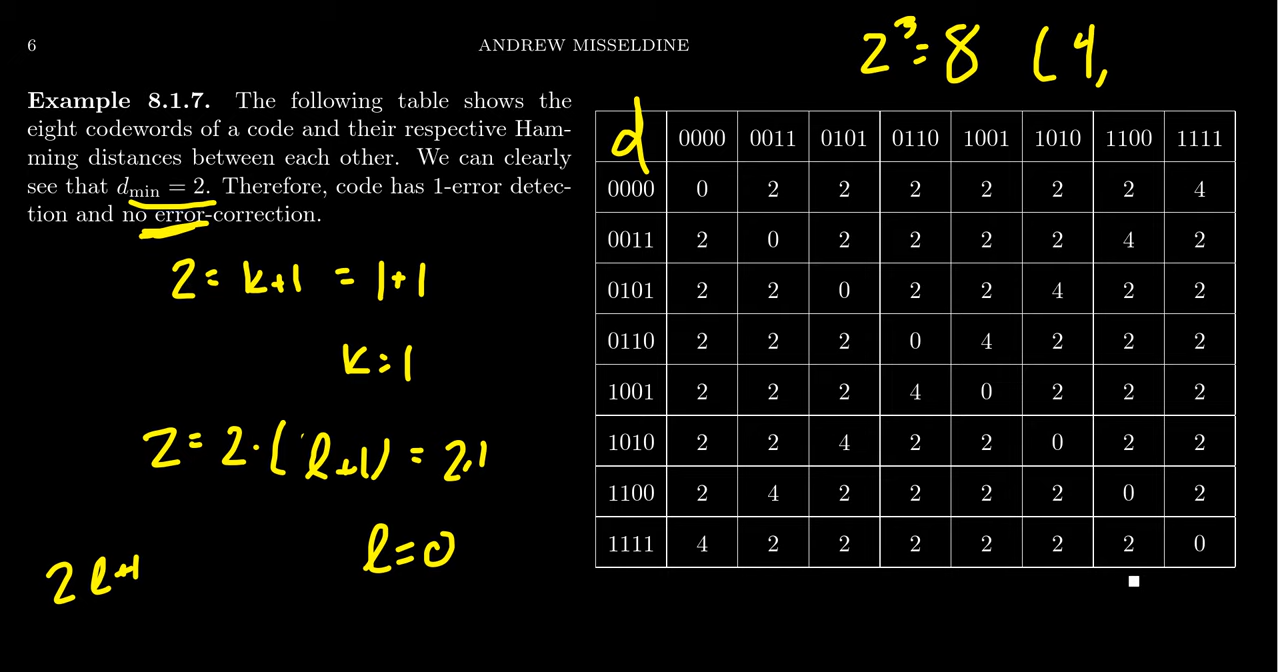 6 ANDREW MISSELDINE
2³=8 (4,
Example 8.1.7. The following table shows the
eight codewords of a code and their respective Ham-
ming distances between each other. We can clearly
see that dmin = 2. Therefore, code has 1-error detec-
tion and no error-correction.
2= k+1 = 1+1
k=1
2= 2·(l+1) = 2.1
l=0
2l+1
d 0000 0011 0101 0110 1001 1010 1100 1111
0000 0 2 2 2 2 2 2 4
0011 2 0 2 2 2 2 4 2
0101 2 2 0 2 2 4 2 2
0110 2 2 2 0 4 2 2 2
1001 2 2 2 4 0 2 2 2
1010 2 2 4 2 2 0 2 2
1100 2 4 2 2 2 2 0 2
1111 4 2 2 2 2 2 2 0